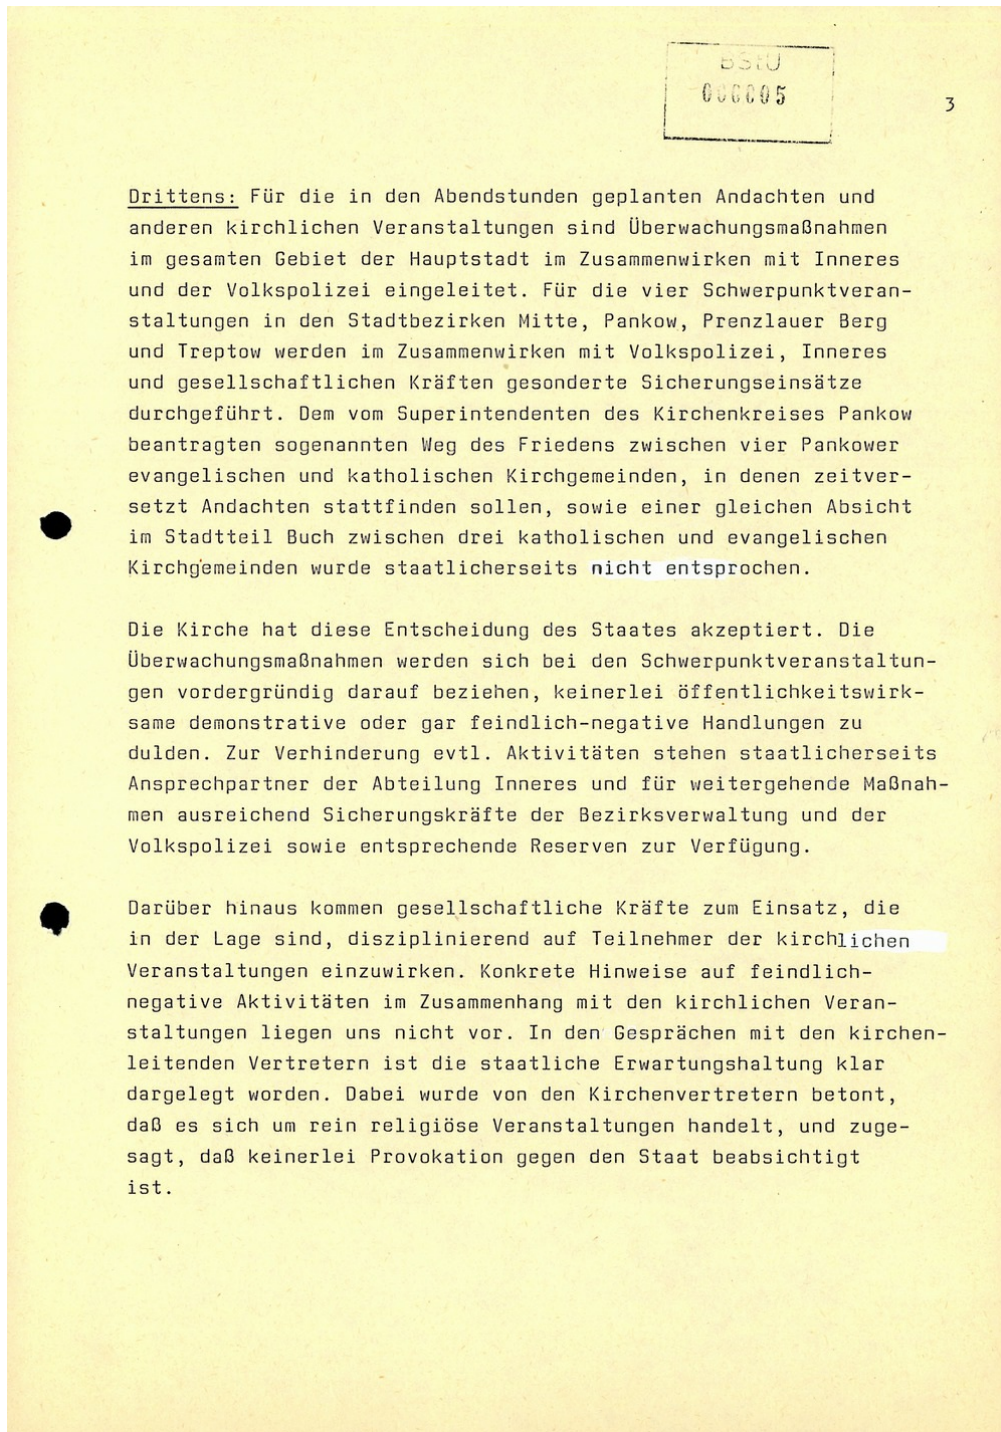 BStU
000005
3
Drittens: Für die in den Abendstunden geplanten Andachten und
anderen kirchlichen Veranstaltungen sind Überwachungsmaßnahmen
im gesamten Gebiet der Hauptstadt im Zusammenwirken mit Inneres
und der Volkspolizei eingeleitet. Für die vier Schwerpunktveran-
staltungen in den Stadtbezirken Mitte, Pankow, Prenzlauer Berg
und Treptow werden im Zusammenwirken mit Volkspolizei, Inneres
und gesellschaftlichen Kräften gesonderte Sicherungseinsätze
durchgeführt. Dem vom Superintendenten des Kirchenkreises Pankow
beantragten sogenannten Weg des Friedens zwischen vier Pankower
evangelischen und katholischen Kirchgemeinden, in denen zeitver-
setzt Andachten stattfinden sollen, sowie einer gleichen Absicht
im Stadtteil Buch zwischen drei katholischen und evangelischen
Kirchgemeinden wurde staatlicherseits nicht entsprochen.
Die Kirche hat diese Entscheidung des Staates akzeptiert. Die
Überwachungsmaßnahmen werden sich bei den Schwerpunktveranstaltun-
gen vordergründig darauf beziehen, keinerlei öffentlichkeitswirk-
same demonstrative oder gar feindlich-negative Handlungen zu
dulden. Zur Verhinderung evtl. Aktivitäten stehen staatlicherseits
Ansprechpartner der Abteilung Inneres und für weitergehende Maßnah-
men ausreichend Sicherungskräfte der Bezirksverwaltung und der
Volkspolizei sowie entsprechende Reserven zur Verfügung.
Darüber hinaus kommen gesellschaftliche Kräfte zum Einsatz, die
in der Lage sind, disziplinierend auf Teilnehmer der kirchlichen
Veranstaltungen einzuwirken. Konkrete Hinweise auf feindlich-
negative Aktivitäten im Zusammenhang mit den kirchlichen Veran-
staltungen liegen uns nicht vor. In den Gesprächen mit den kirchen-
leitenden Vertretern ist die staatliche Erwartungshaltung klar
dargelegt worden. Dabei wurde von den Kirchenvertretern betont,
daß es sich um rein religiöse Veranstaltungen handelt, und zuge-
sagt, daß keinerlei Provokation gegen den Staat beabsichtigt
ist.